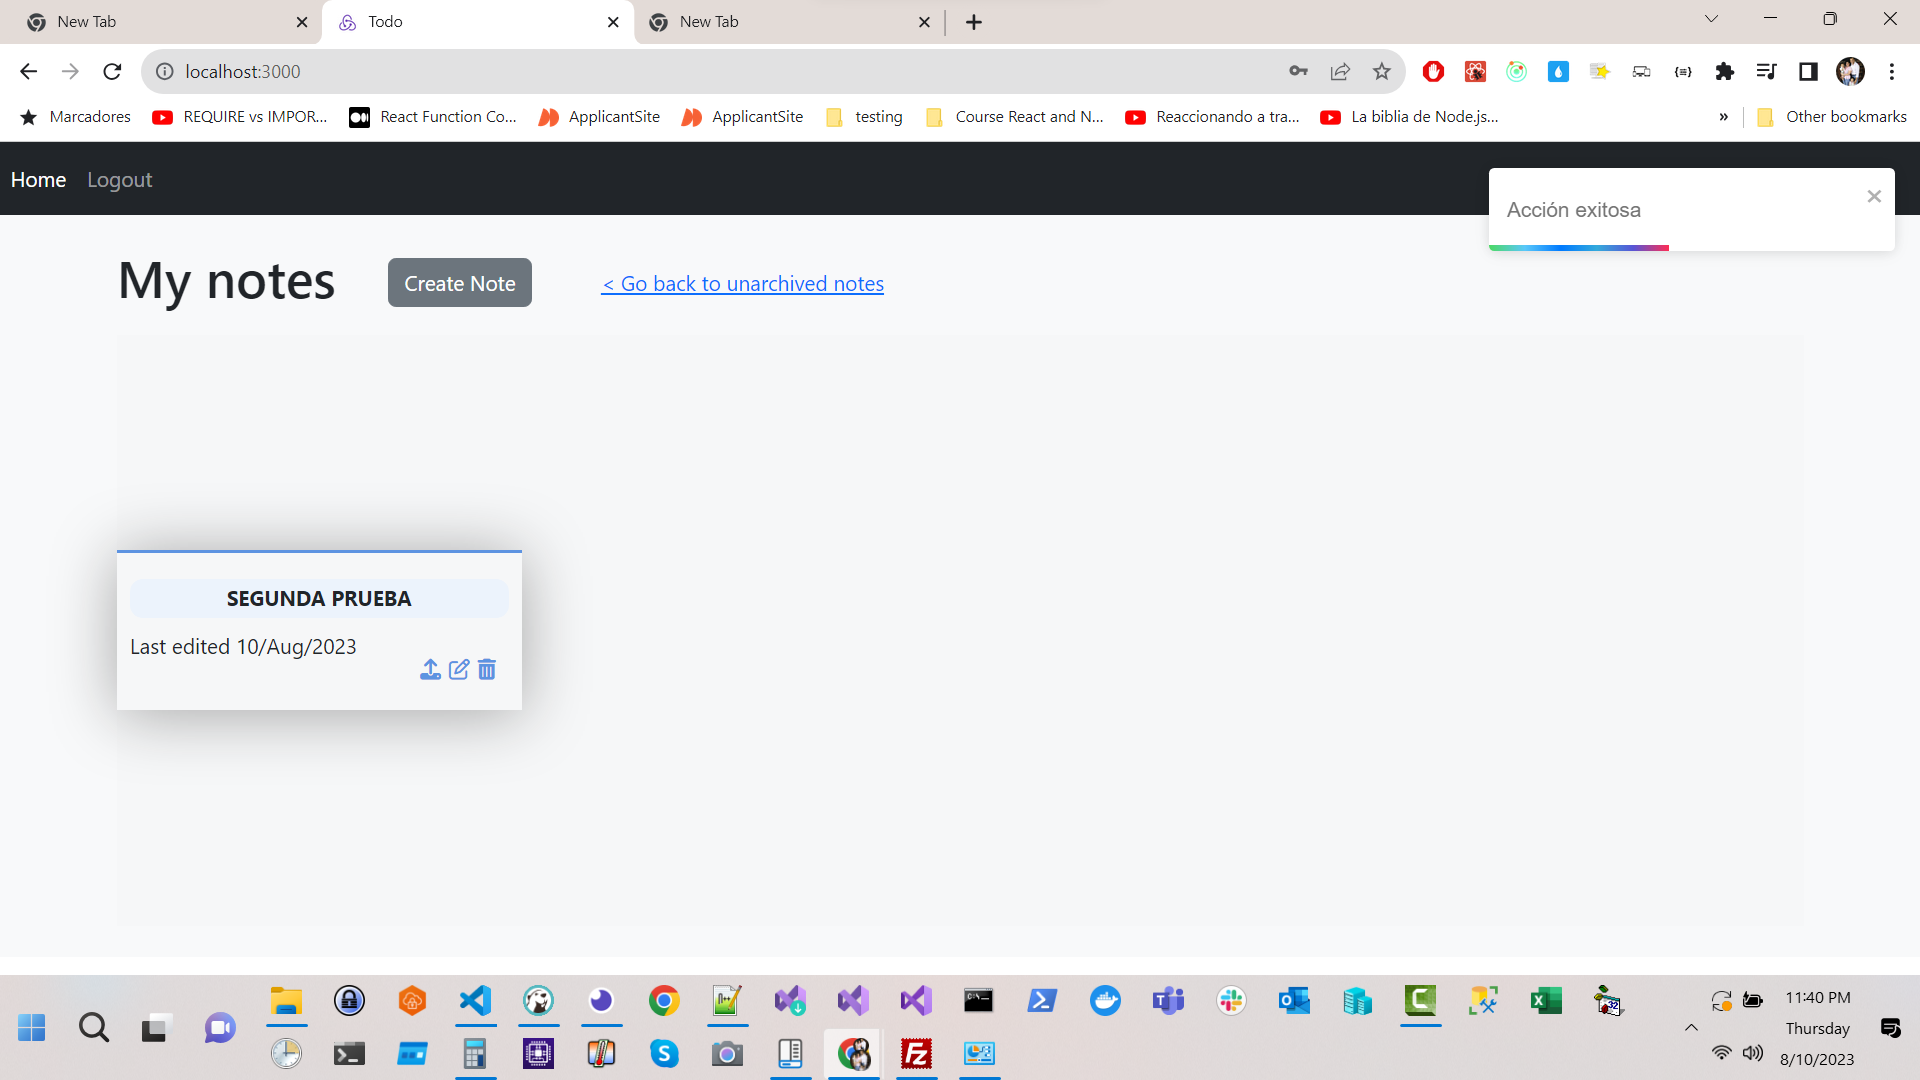 New Tab
Todo
New Tab
localhost:3000
Marcadores
REQUIRE vs IMPOR...
React Function Co...
ApplicantSite
ApplicantSite
testing
Course React and N...
Reaccionando a tra...
La biblia de Node.js...
»
Other bookmarks
Home
Logout
Acción exitosa
My notes
Create Note
< Go back to unarchived notes
SEGUNDA PRUEBA
Last edited 10/Aug/2023
11:40 PM
Thursday
8/10/2023